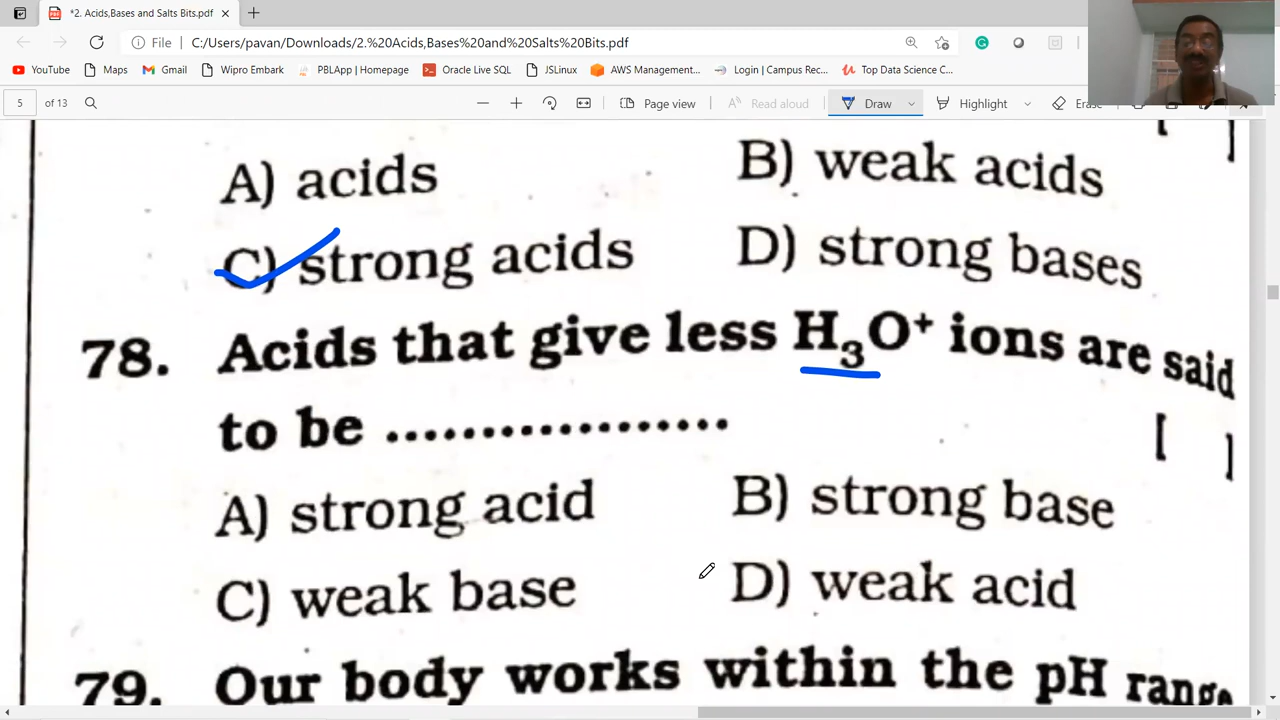 *2. Acids,Bases and Salts Bits.pdf
File C:/Users/pavan/Downloads/2.%20Acids,Bases%20and%20Salts%20Bits.pdf
YouTube Maps Gmail Wipro Embark PBLApp | Homepage Online Live SQL JSLinux AWS Management... Login | Campus Rec... Top Data science C...
5 of 13 Page view Read aloud Draw Highlight Erase
[ ]
A) acids B) weak acids
C) strong acids D) strong bases
78. Acids that give less H₃O⁺ ions are said
to be .................. [ ]
A) strong acid B) strong base
C) weak base D) weak acid
79. Our body works within the pH range